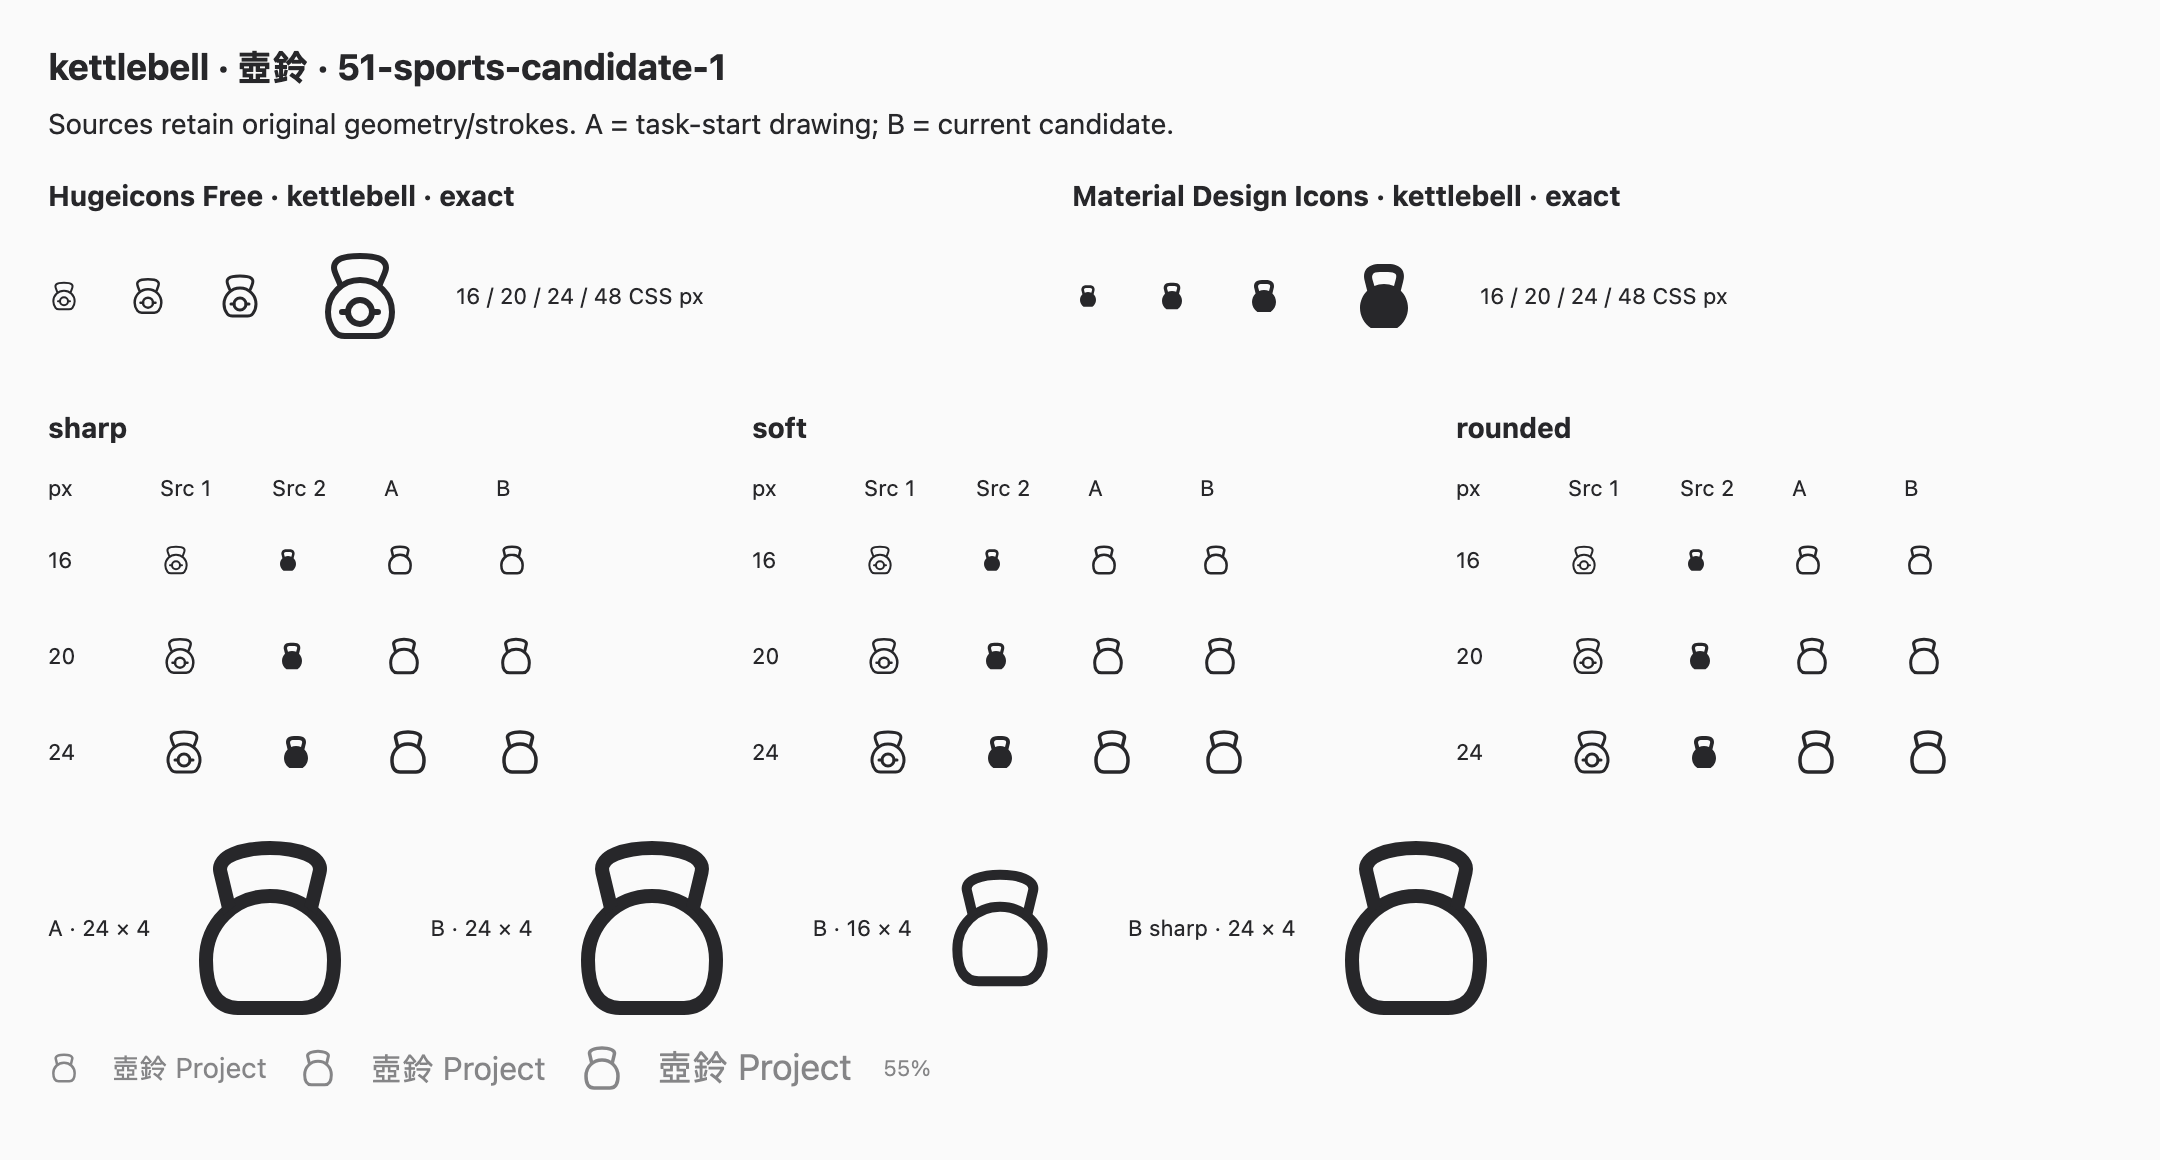 kettlebell · 壺鈴 · 51-sports-candidate-1
Sources retain original geometry/strokes. A = task-start drawing; B = current candidate.
Hugeicons Free · kettlebell · exact
16 / 20 / 24 / 48 CSS px
Material Design Icons · kettlebell · exact
16 / 20 / 24 / 48 CSS px
sharp
px Src 1 Src 2 A B
16
20
24
soft
px Src 1 Src 2 A B
16
20
24
rounded
px Src 1 Src 2 A B
16
20
24
A · 24 × 4
B · 24 × 4
B · 16 × 4
B sharp · 24 × 4
壺鈴 Project
壺鈴 Project
壺鈴 Project
55%